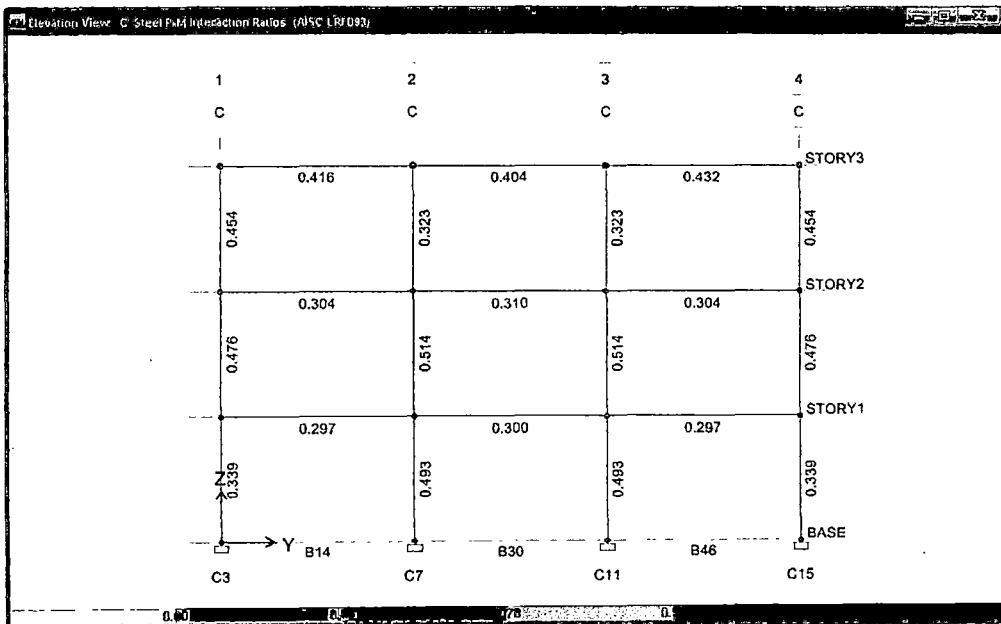 Elevation View C Steel P-M Interaction Ratios (AISC LRFD93)
1 2 3 4
C C C C
STORY3
0.416 0.404 0.432
0.454 0.323 0.323 0.454
STORY2
0.304 0.310 0.304
0.476 0.514 0.514 0.476
STORY1
0.297 0.300 0.297
0.339 0.493 0.493 0.339
Z
BASE
Y
B14 B30 B46
C3 C7 C11 C15